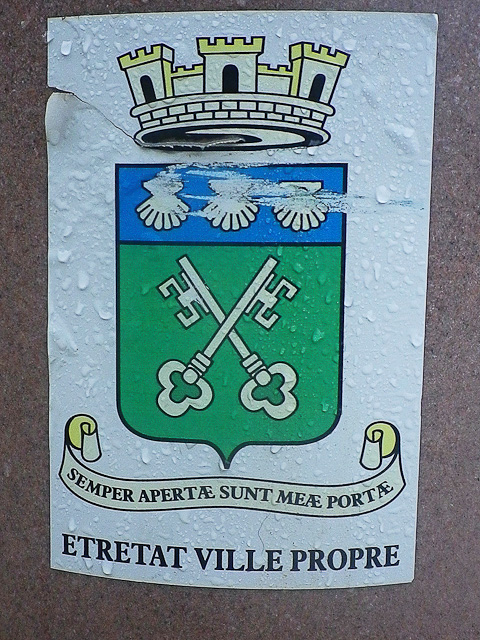 SEMPER APERTÆ SUNT MEÆ PORTÆ
ETRETAT VILLE PROPRE